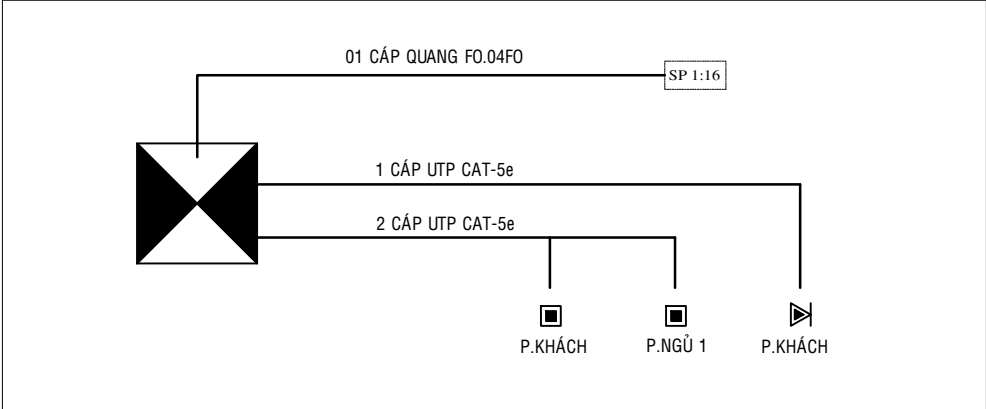 01 CÁP QUANG FO.04FO
SP 1:16
1 CÁP UTP CAT-5e
2 CÁP UTP CAT-5e
P.KHÁCH
P.NGỦ 1
P.KHÁCH